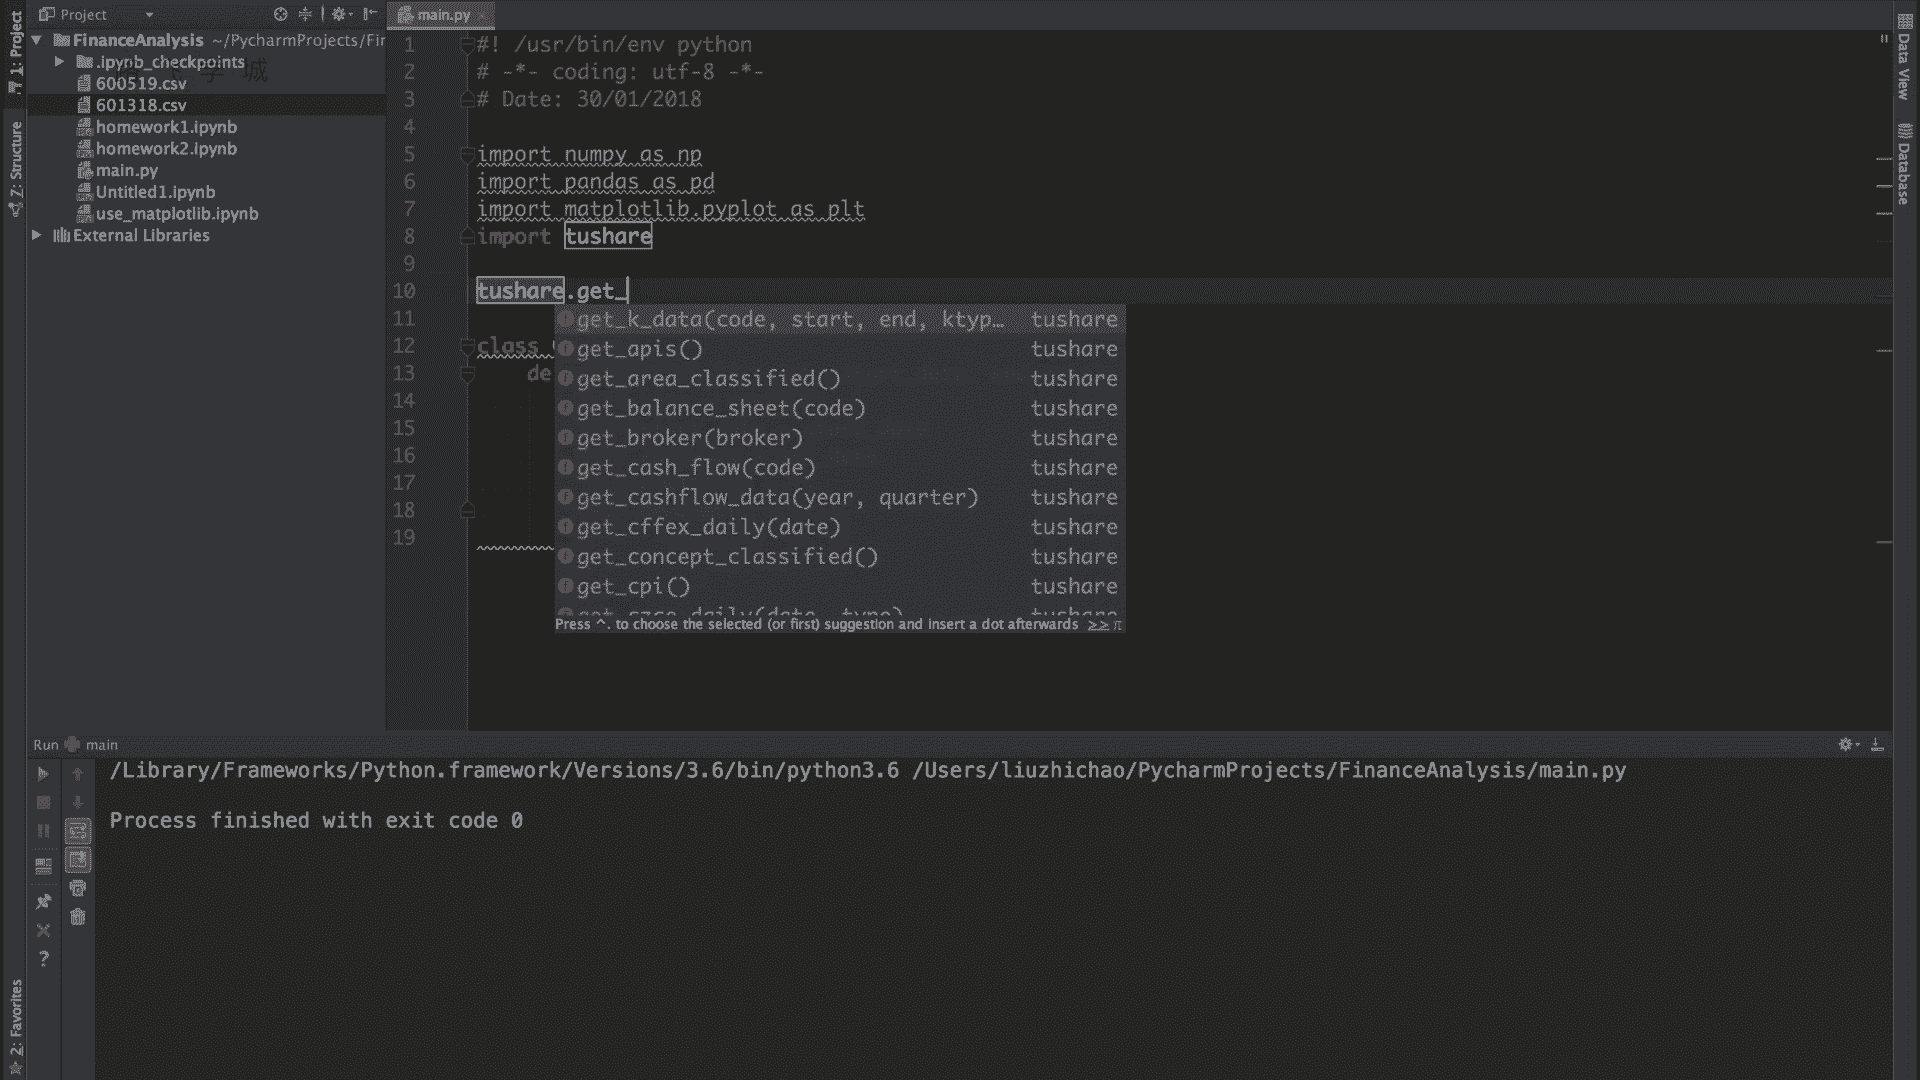 1: Project
Project
FinanceAnalysis ~/PycharmProjects/Fir
.ipynb_checkpoints
600519.csv
601318.csv
homework1.ipynb
homework2.ipynb
main.py
Untitled1.ipynb
use_matplotlib.ipynb
External Libraries
Z: Structure
2: Favorites
main.py
1 #! /usr/bin/env python
2 # -*- coding: utf-8 -*-
3 # Date: 30/01/2018
4
5 import numpy as np
6 import pandas as pd
7 import matplotlib.pyplot as plt
8 import tushare
9
10 tushare.get_
11
12 class
13 de
14
15
16
17
18
19
get_k_data(code, start, end, ktyp… tushare
get_apis() tushare
get_area_classified() tushare
get_balance_sheet(code) tushare
get_broker(broker) tushare
get_cash_flow(code) tushare
get_cashflow_data(year, quarter) tushare
get_cffex_daily(date) tushare
get_concept_classified() tushare
get_cpi() tushare
get_czce_daily(date, type) tushare
Press ^. to choose the selected (or first) suggestion and insert a dot afterwards >> π
Data View
Database
Run main
/Library/Frameworks/Python.framework/Versions/3.6/bin/python3.6 /Users/liuzhichao/PycharmProjects/FinanceAnalysis/main.py
Process finished with exit code 0